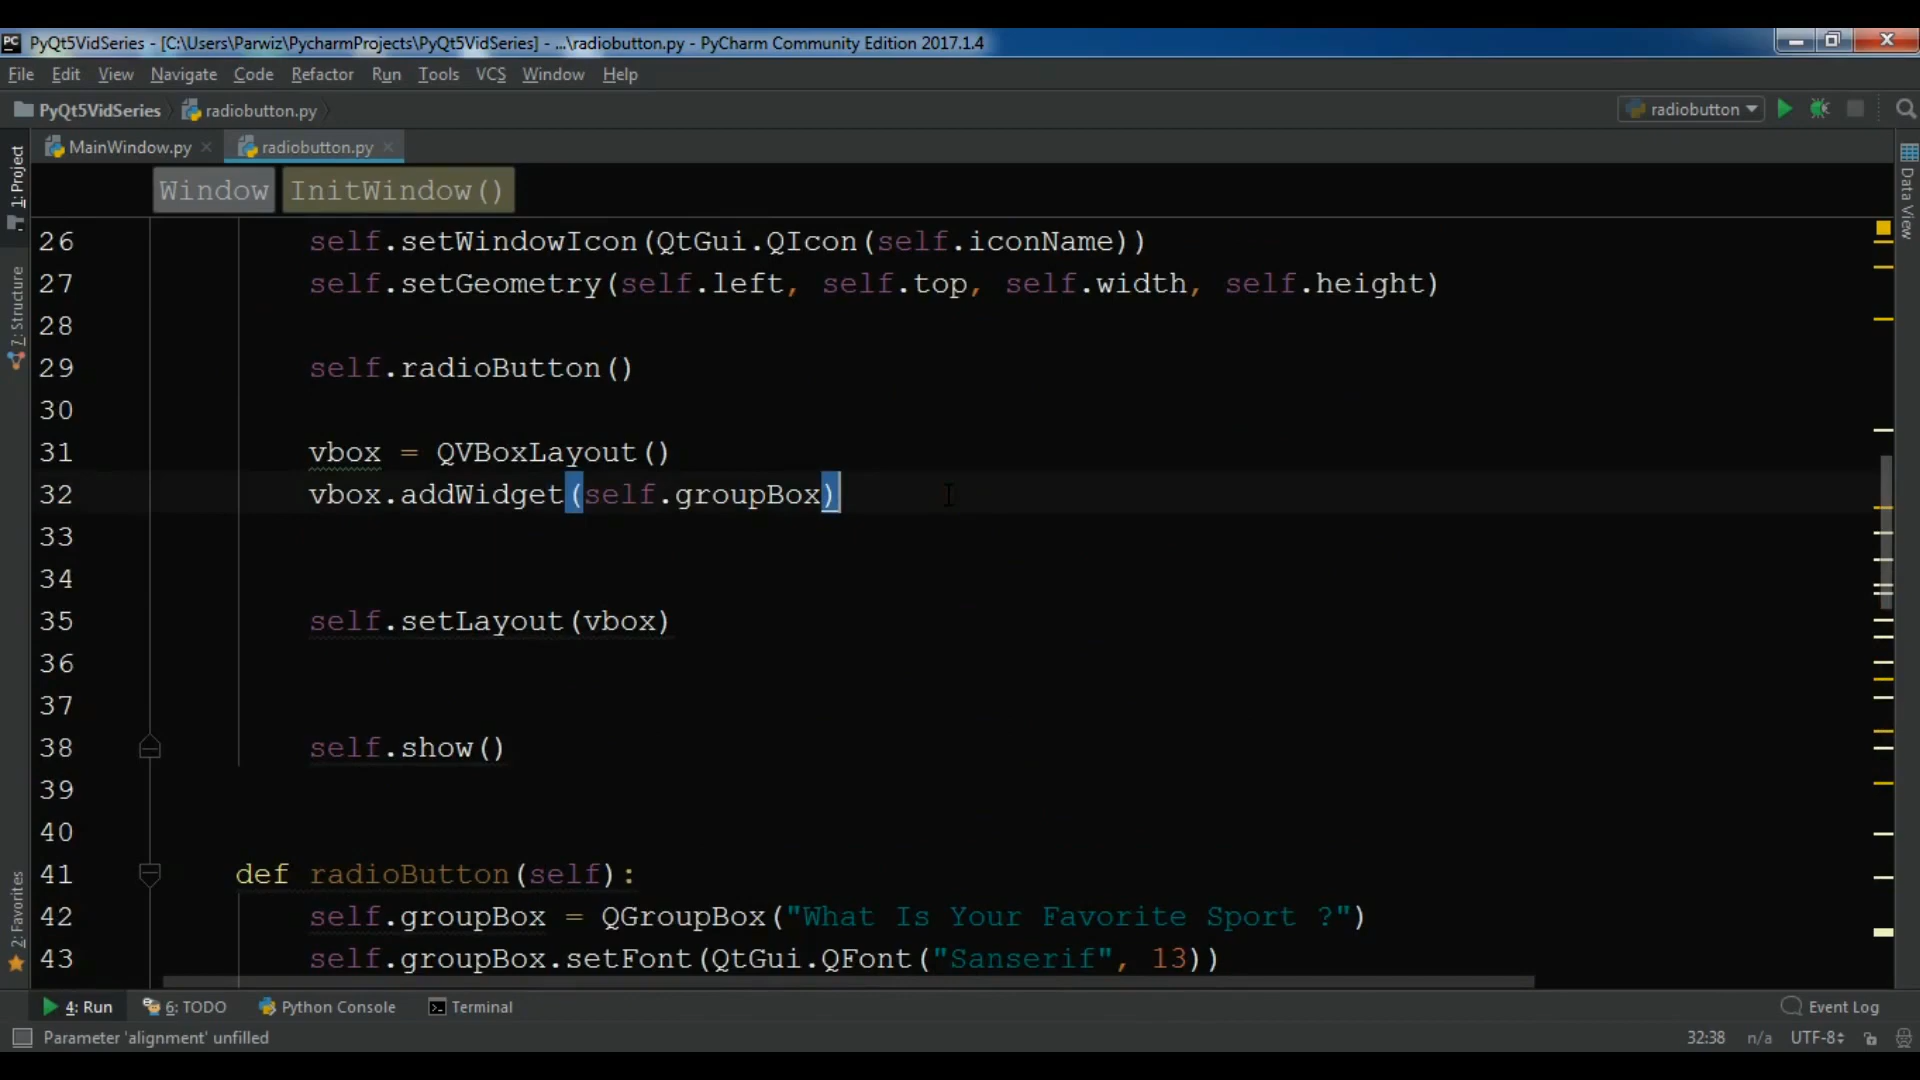 PyQt5VidSeries - [C:\Users\Parwiz\PycharmProjects\PyQt5VidSeries] - ...\radiobutton.py - PyCharm Community Edition 2017.1.4
File Edit View Navigate Code Refactor Run Tools VCS Window Help
PyQt5VidSeries radiobutton.py radiobutton
MainWindow.py radiobutton.py
1: Project
7: Structure
2: Favorites
Data View
Window InitWindow()
26 self.setWindowIcon(QtGui.QIcon(self.iconName))
27 self.setGeometry(self.left, self.top, self.width, self.height)
28
29 self.radioButton()
30
31 vbox = QVBoxLayout()
32 vbox.addWidget(self.groupBox)
33
34
35 self.setLayout(vbox)
36
37
38 self.show()
39
40
41 def radioButton(self):
42 self.groupBox = QGroupBox("What Is Your Favorite Sport ?")
43 self.groupBox.setFont(QtGui.QFont("Sanserif", 13))
4: Run 6: TODO Python Console Terminal Event Log
Parameter 'alignment' unfilled 32:38 n/a UTF-8